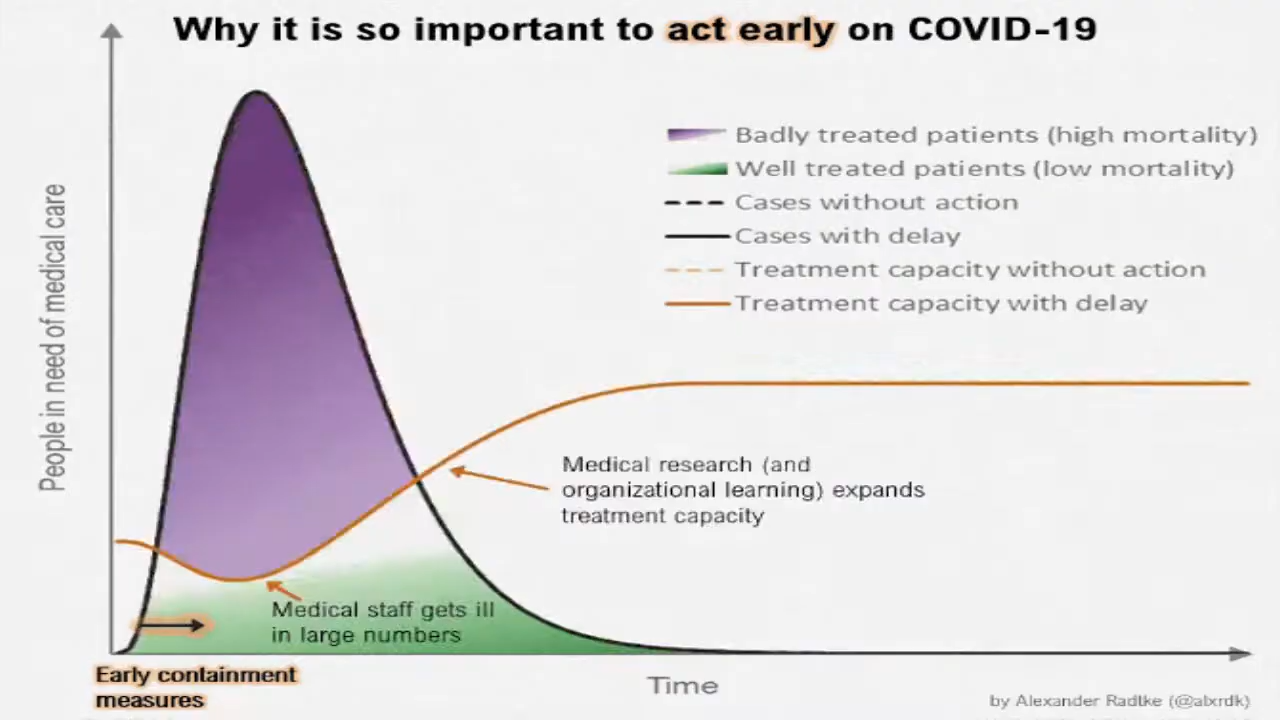 Why it is so important to act early on COVID-19
People in need of medical care
Badly treated patients (high mortality)
Well treated patients (low mortality)
Cases without action
Cases with delay
Treatment capacity without action
Treatment capacity with delay
Medical research (and
organizational learning) expands
treatment capacity
Medical staff gets ill
in large numbers
Early containment
measures
Time
by Alexander Radtke (@alxrdk)